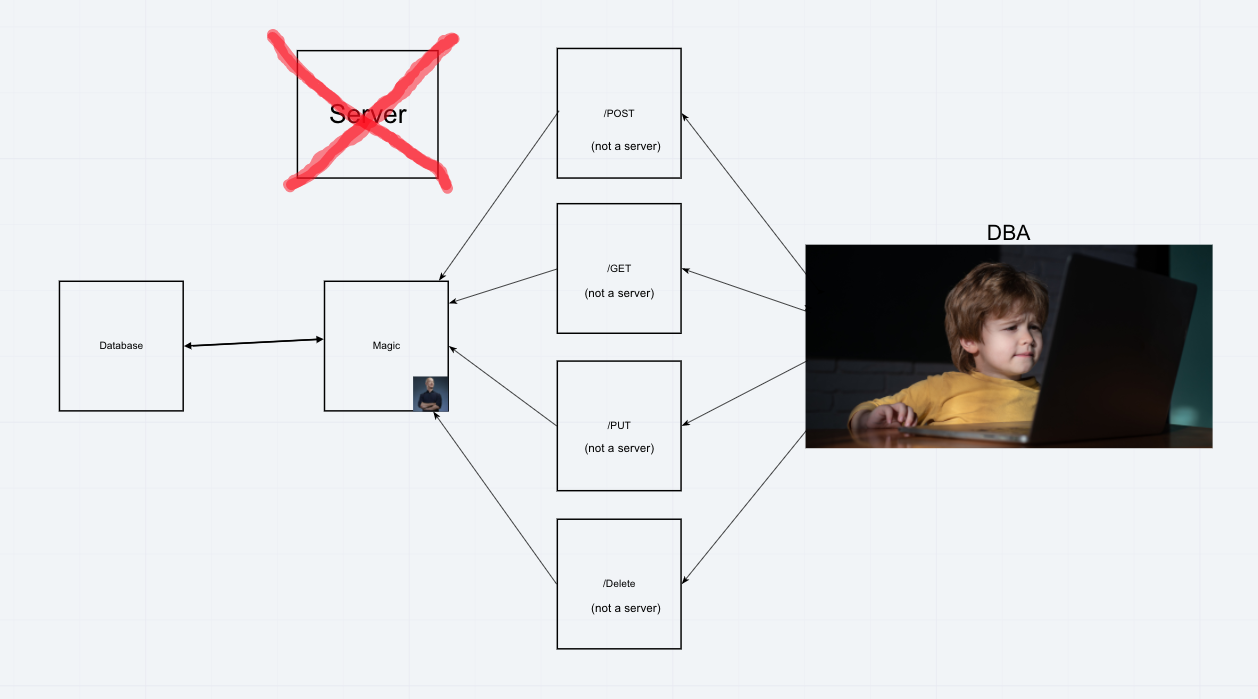 Server
/POST
(not a server)
/GET
(not a server)
DBA
Database
Magic
/PUT
(not a server)
/Delete
(not a server)